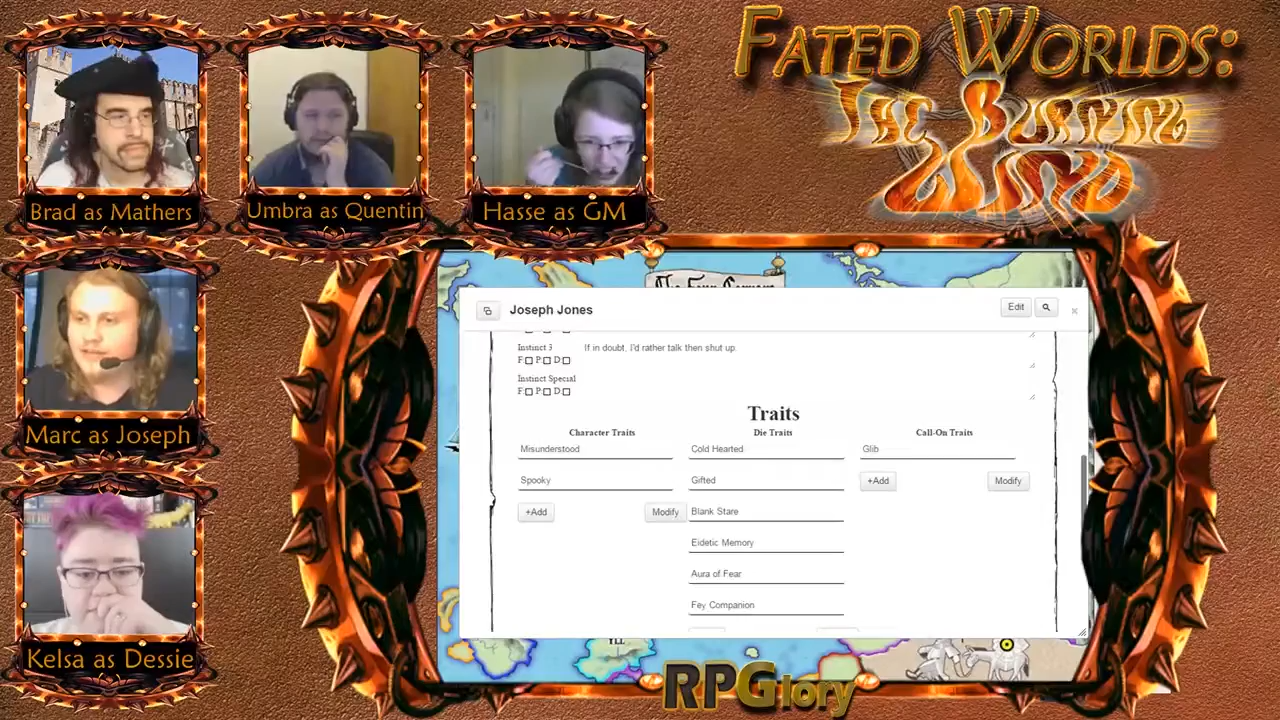 FATED WORLDS:
THE BURNING
WIND
Brad as Mathers
Umbra as Quentin
Hasse as GM
Marc as Joseph
Kelsa as Dessie
The Four Corners
Joseph Jones
Edit
Instinct 3
If in doubt, I'd rather talk then shut up.
F P D
Instinct Special
F P D
Traits
Character Traits
Die Traits
Call-On Traits
Misunderstood
Cold Hearted
Glib
Spooky
Gifted
+Add
Modify
+Add
Modify
Blank Stare
Eidetic Memory
Aura of Fear
Fey Companion
RPGlory